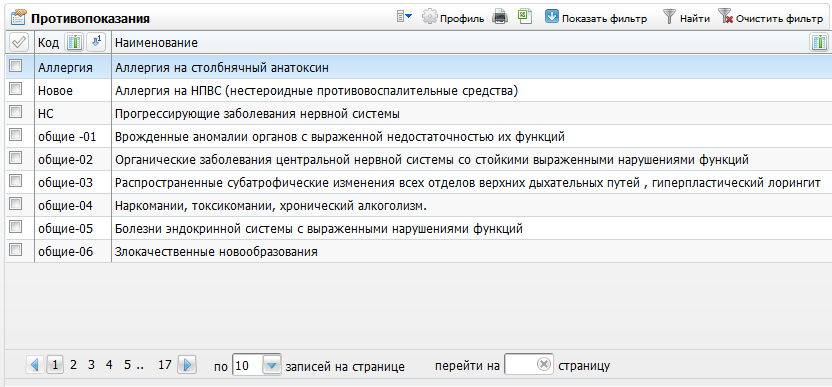 Противопоказания
Профиль Показать фильтр Найти Очистить фильтр
Код Наименование
Аллергия Аллергия на столбнячный анатоксин
Новое Аллергия на НПВС (нестероидные противовоспалительные средства)
НС Прогрессирующие заболевания нервной системы
общие -01 Врожденные аномалии органов с выраженной недостаточностью их функций
общие-02 Органические заболевания центральной нервной системы со стойкими выраженными нарушениями функций
общие-03 Распространенные субатрофические изменения всех отделов верхних дыхательных путей , гиперпластический лорингит
общие-04 Наркомании, токсикомании, хронический алкоголизм.
общие-05 Болезни эндокринной системы с выраженными нарушениями функций
общие-06 Злокачественные новообразования
1 2 3 4 5 .. 17 по 10 записей на странице перейти на страницу